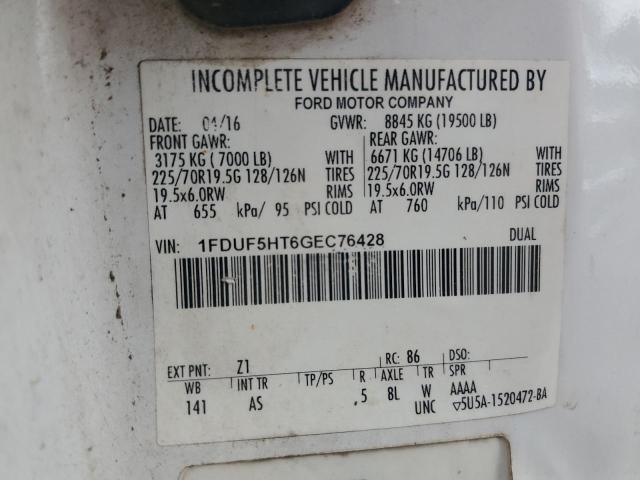 INCOMPLETE VEHICLE MANUFACTURED BY
FORD MOTOR COMPANY
DATE: 04/16 GVWR: 8845 KG (19500 LB)
FRONT GAWR: REAR GAWR:
3175 KG ( 7000 LB) WITH 6671 KG (14706 LB) WITH
225/70R19.5G 128/126N TIRES 225/70R19.5G 128/126N TIRES
19.5x6.0RW RIMS 19.5x6.0RW RIMS
AT 655 kPa/ 95 PSI COLD AT 760 kPa/110 PSI COLD
VIN: 1FDUF5HT6GEC76428 DUAL
EXT PNT: Z1 RC: 86 DSO:
WB INT TR TP/PS R AXLE TR SPR
141 AS .5 8L W AAAA
UNC ▽5U5A-1520472-BA